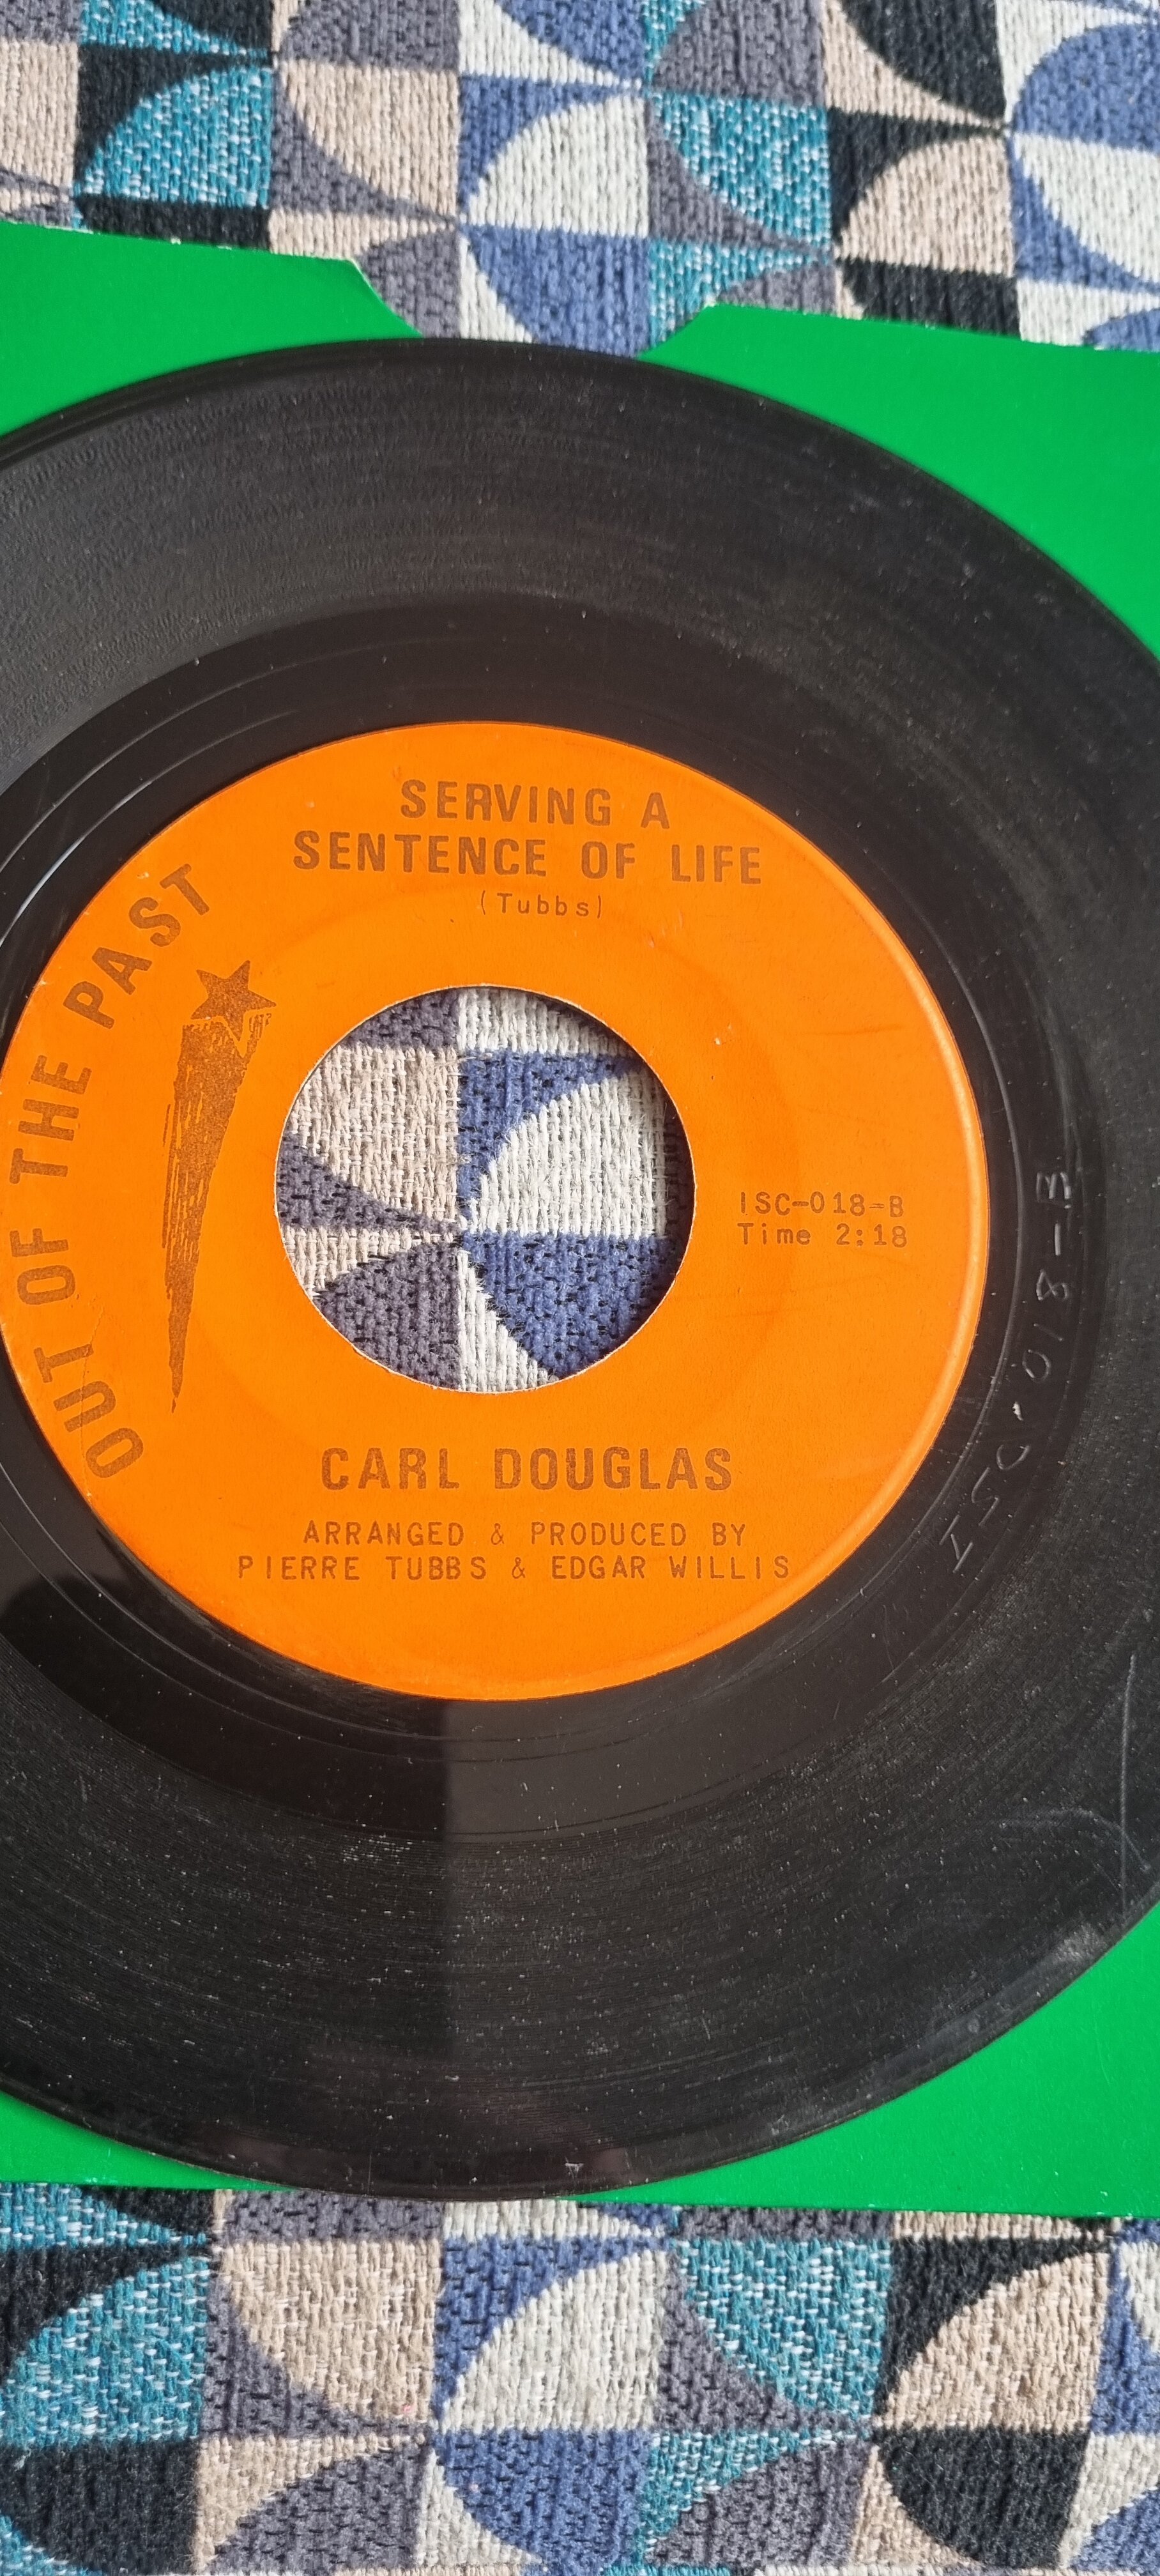 SERVING A
SENTENCE OF LIFE
(Tubbs)
OUT OF THE PAST
ISC-018-B
Time 2:18
CARL DOUGLAS
ARRANGED & PRODUCED BY
PIERRE TUBBS & EDGAR WILLIS
ISC-018-B